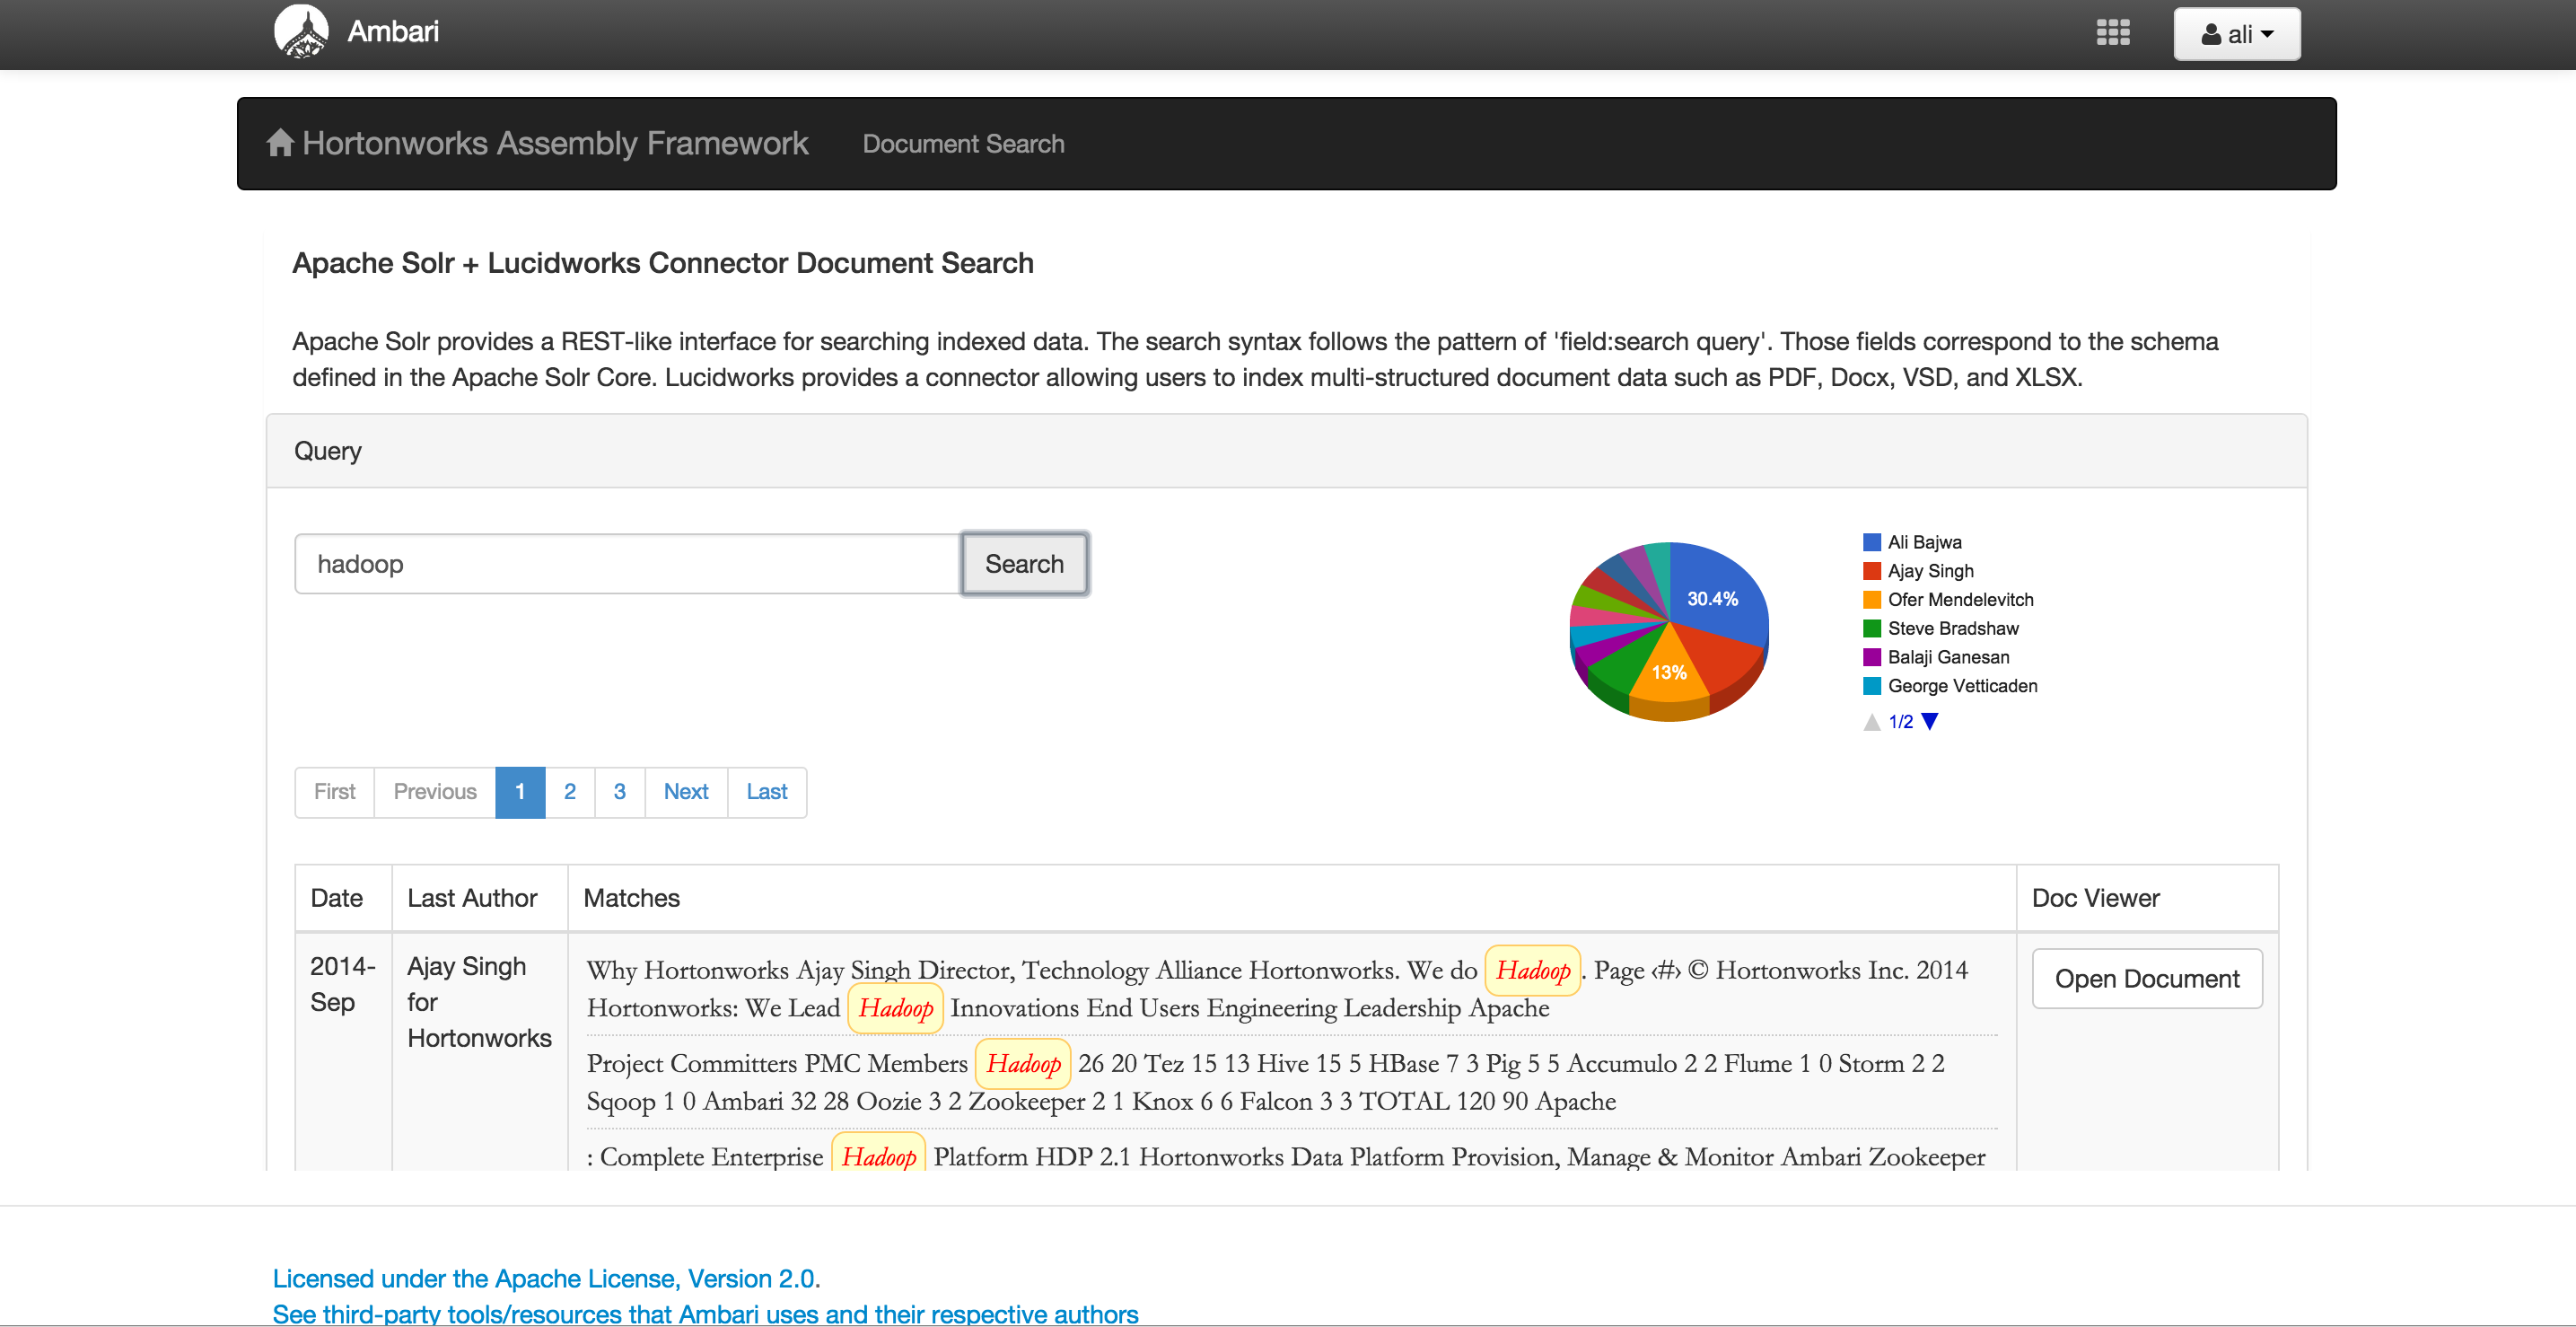 Ambari
ali
Hortonworks Assembly Framework Document Search
Apache Solr + Lucidworks Connector Document Search
Apache Solr provides a REST-like interface for searching indexed data. The search syntax follows the pattern of 'field:search query'. Those fields correspond to the schema
defined in the Apache Solr Core. Lucidworks provides a connector allowing users to index multi-structured document data such as PDF, Docx, VSD, and XLSX.
Query
hadoop Search
30.4%
13%
Ali Bajwa
Ajay Singh
Ofer Mendelevitch
Steve Bradshaw
Balaji Ganesan
George Vetticaden
1/2
First Previous 1 2 3 Next Last
Date Last Author Matches Doc Viewer
2014-
Sep
Ajay Singh
for
Hortonworks
Why Hortonworks Ajay Singh Director, Technology Alliance Hortonworks. We do Hadoop . Page ‹#› © Hortonworks Inc. 2014
Hortonworks: We Lead Hadoop Innovations End Users Engineering Leadership Apache
Project Committers PMC Members Hadoop 26 20 Tez 15 13 Hive 15 5 HBase 7 3 Pig 5 5 Accumulo 2 2 Flume 1 0 Storm 2 2
Sqoop 1 0 Ambari 32 28 Oozie 3 2 Zookeeper 2 1 Knox 6 6 Falcon 3 3 TOTAL 120 90 Apache
: Complete Enterprise Hadoop Platform HDP 2.1 Hortonworks Data Platform Provision, Manage & Monitor Ambari Zookeeper
Open Document
Licensed under the Apache License, Version 2.0.
See third-party tools/resources that Ambari uses and their respective authors